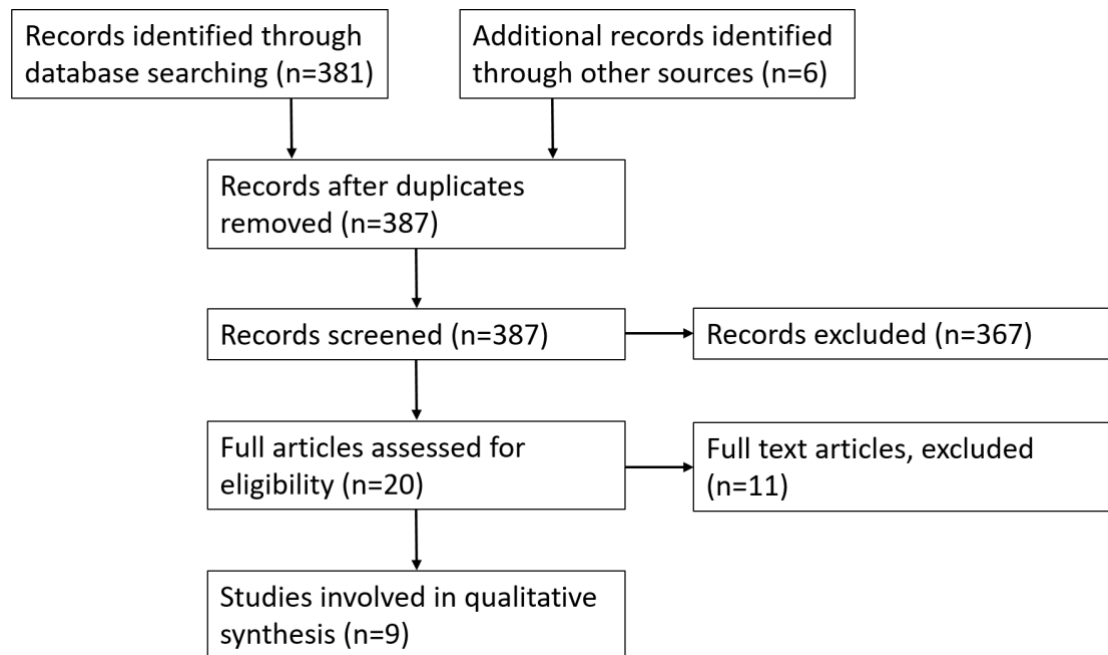 Records identified through
database searching (n=381)
Additional records identified
through other sources (n=6)
Records after duplicates
removed (n=387)
Records screened (n=387)
Records excluded (n=367)
Full articles assessed for
eligibility (n=20)
Full text articles, excluded
(n=11)
Studies involved in qualitative
synthesis (n=9)